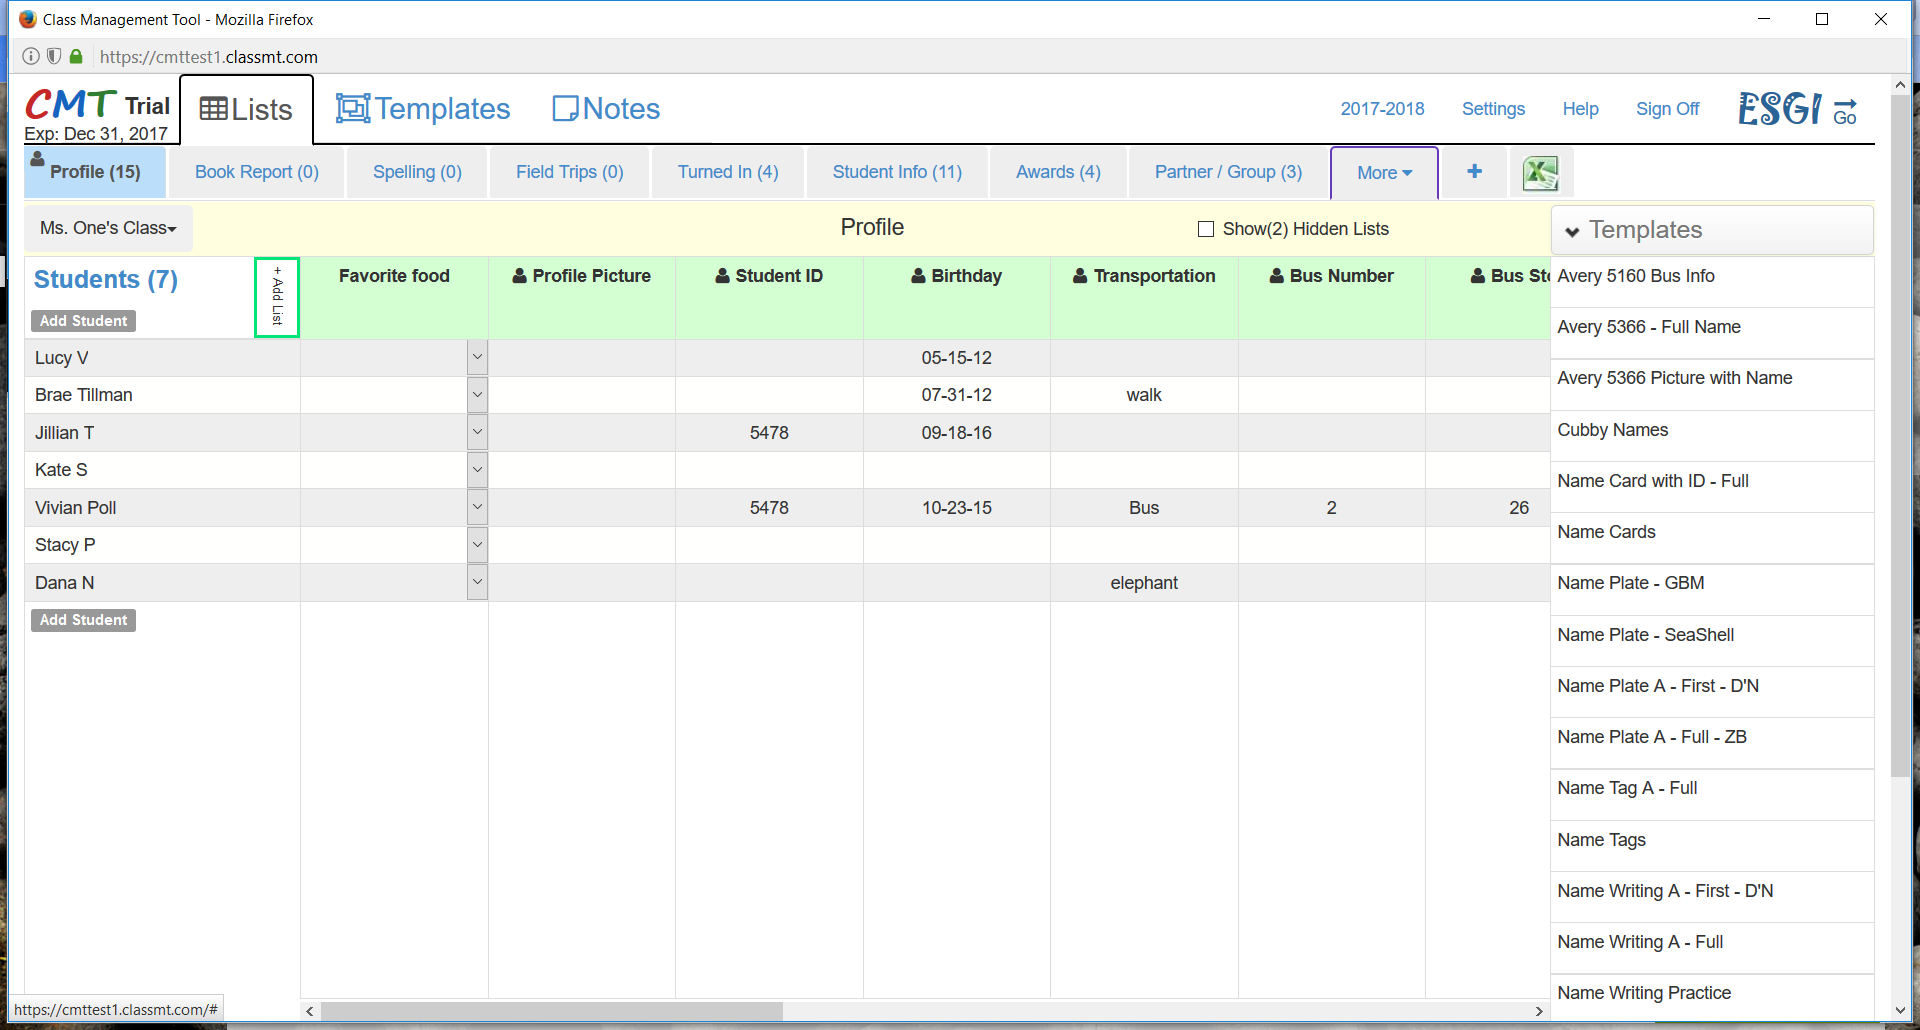 Class Management Tool - Mozilla Firefox
https://cmttest1.classmt.com
CMT Trial
Exp: Dec 31, 2017
Lists
Templates
Notes
2017-2018
Settings
Help
Sign Off
ESGI
Go
Profile (15)
Book Report (0)
Spelling (0)
Field Trips (0)
Turned In (4)
Student Info (11)
Awards (4)
Partner / Group (3)
More
+
Ms. One's Class
Profile
Show(2) Hidden Lists
Templates
Students (7)
Add Student
+ Add List
Favorite food
Profile Picture
Student ID
Birthday
Transportation
Bus Number
Bus Sto
Lucy V 05-15-12
Brae Tillman 07-31-12 walk
Jillian T 5478 09-18-16
Kate S
Vivian Poll 5478 10-23-15 Bus 2 26
Stacy P
Dana N elephant
Add Student
Avery 5160 Bus Info
Avery 5366 - Full Name
Avery 5366 Picture with Name
Cubby Names
Name Card with ID - Full
Name Cards
Name Plate - GBM
Name Plate - SeaShell
Name Plate A - First - D'N
Name Plate A - Full - ZB
Name Tag A - Full
Name Tags
Name Writing A - First - D'N
Name Writing A - Full
Name Writing Practice
https://cmttest1.classmt.com/#